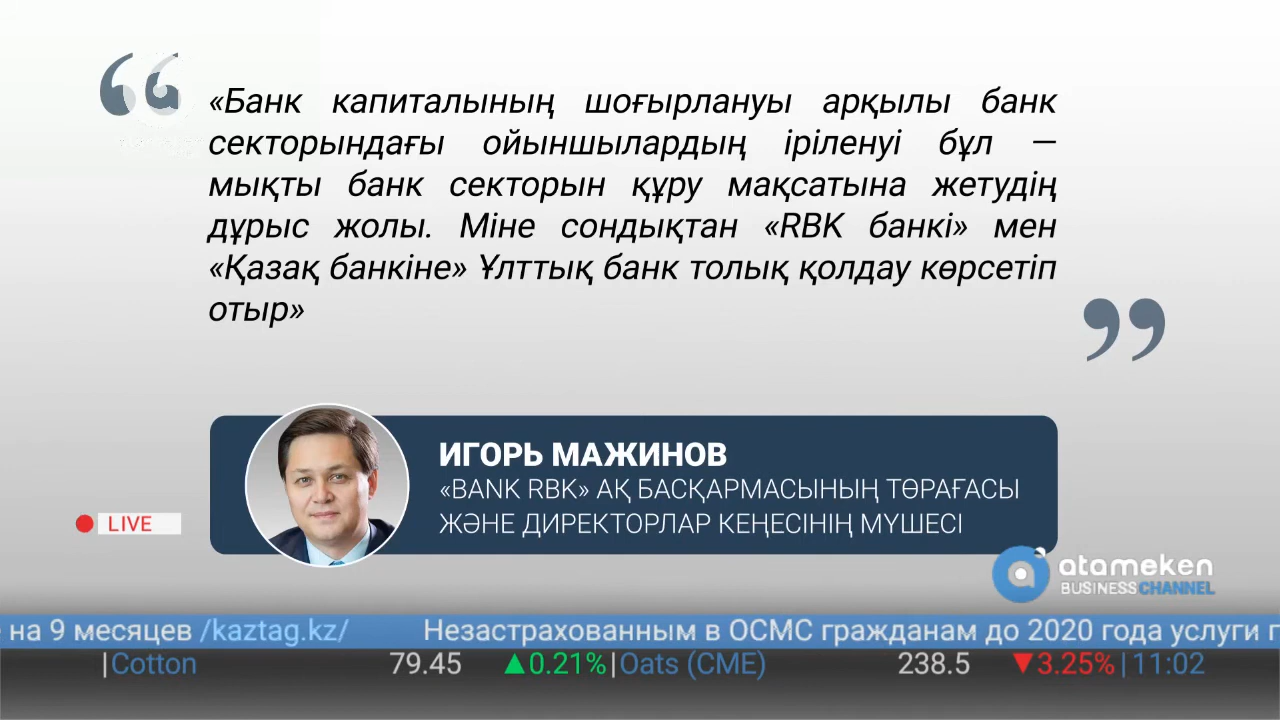 «Банк капиталының шоғырлануы арқылы банк
секторындағы ойыншылардың іріленуі бұл —
мықты банк секторын құру мақсатына жетудің
дұрыс жолы. Міне сондықтан «RBK банкі» мен
«Қазақ банкіне» Ұлттық банк толық қолдау көрсетіп
отыр»
ИГОРЬ МАЖИНОВ
«BANK RBK» АҚ БАСҚАРМАСЫНЫҢ ТӨРАҒАСЫ
ЖӘНЕ ДИРЕКТОРЛАР КЕҢЕСІНІҢ МҮШЕСІ
LIVE
atameken
BUSINESS CHANNEL
е на 9 месяцев /kaztag.kz/ Незастрахованным в ОСМС гражданам до 2020 года услуги
|Cotton 79.45 ▲0.21%|Oats (CME) 238.5 ▼3.25%|11:02